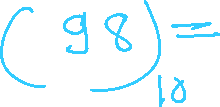 (98)₁₀ =